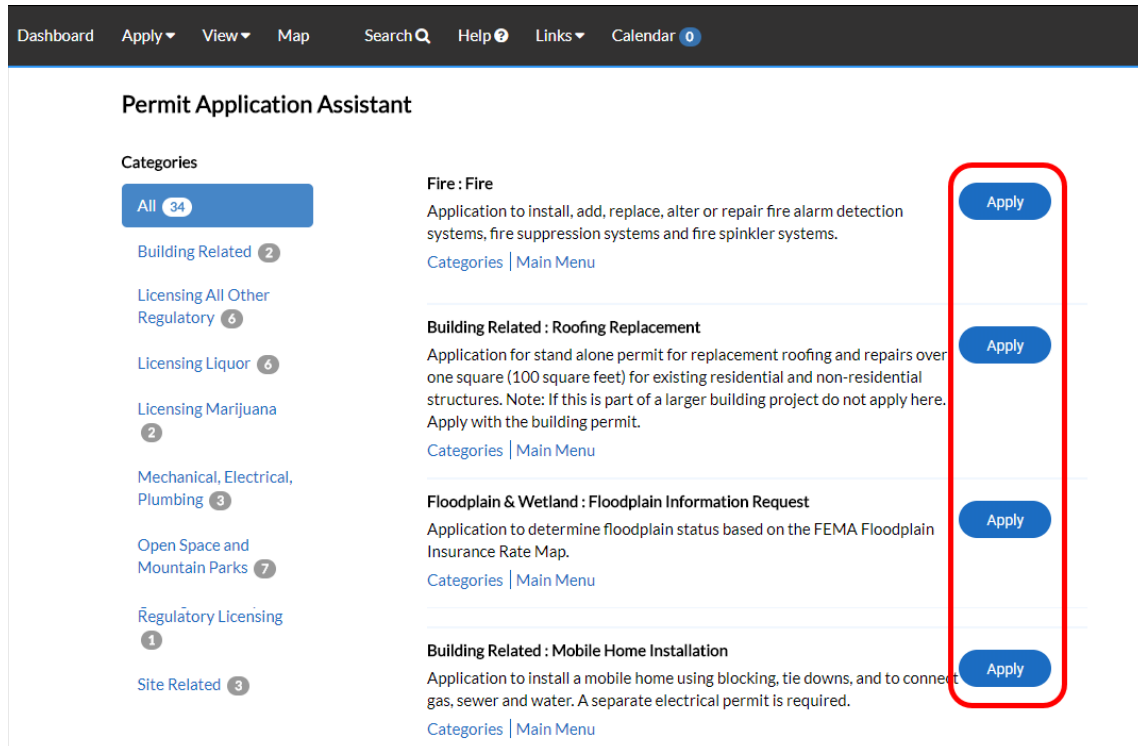 Dashboard Apply View Map Search Help Links Calendar 0
Permit Application Assistant
Categories
All 34
Building Related 2
Licensing All Other
Regulatory 6
Licensing Liquor 6
Licensing Marijuana
2
Mechanical, Electrical,
Plumbing 3
Open Space and
Mountain Parks 7
Regulatory Licensing
1
Site Related 3
Fire : Fire
Application to install, add, replace, alter or repair fire alarm detection
systems, fire suppression systems and fire spinkler systems.
Categories | Main Menu
Apply
Building Related : Roofing Replacement
Application for stand alone permit for replacement roofing and repairs over
one square (100 square feet) for existing residential and non-residential
structures. Note: If this is part of a larger building project do not apply here.
Apply with the building permit.
Categories | Main Menu
Apply
Floodplain & Wetland : Floodplain Information Request
Application to determine floodplain status based on the FEMA Floodplain
Insurance Rate Map.
Categories | Main Menu
Apply
Building Related : Mobile Home Installation
Application to install a mobile home using blocking, tie downs, and to connect
gas, sewer and water. A separate electrical permit is required.
Categories | Main Menu
Apply